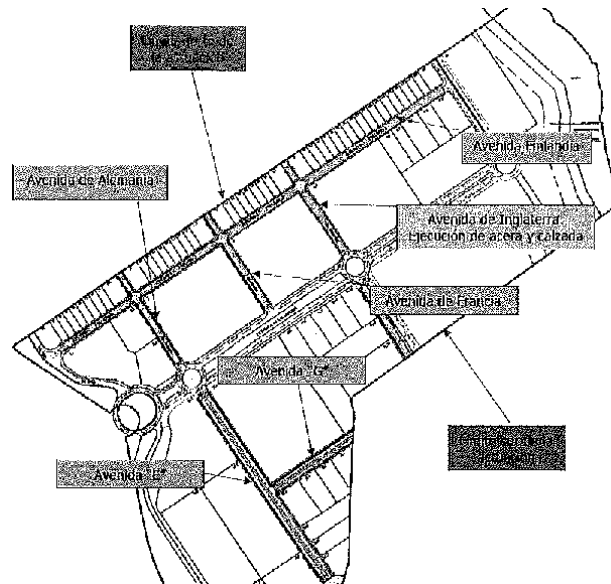 Avenida Finlandia
Avenida de Alemania
Avenida de Inglaterra
Ejecución de acera y calzada
Avenida de Francia
Avenida "G"
Avenida "E"